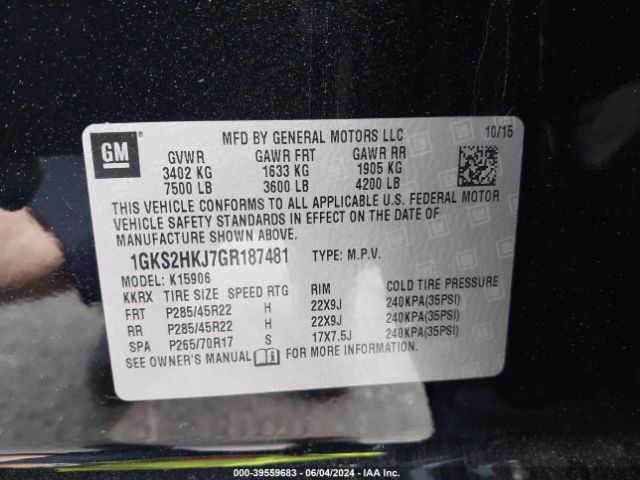 GM
MFD BY GENERAL MOTORS LLC 10/15
GVWR GAWR FRT GAWR RR
3402 KG 1633 KG 1905 KG
7500 LB 3600 LB 4200 LB
THIS VEHICLE CONFORMS TO ALL APPLICABLE U.S. FEDERAL MOTOR
VEHICLE SAFETY STANDARDS IN EFFECT ON THE DATE OF
MANUFACTURE SHOWN ABOVE.
1GKS2HKJ7GR187481 TYPE: M.P.V.
MODEL: K15906
KKRX TIRE SIZE SPEED RTG RIM COLD TIRE PRESSURE
FRT P285/45R22 H 22X9J 240KPA(35PSI)
RR P285/45R22 H 22X9J 240KPA(35PSI)
SPA P265/70R17 S 17X7.5J 240KPA(35PSI)
SEE OWNER'S MANUAL FOR MORE INFORMATION.
000-39559683 - 06/04/2024 - IAA Inc.